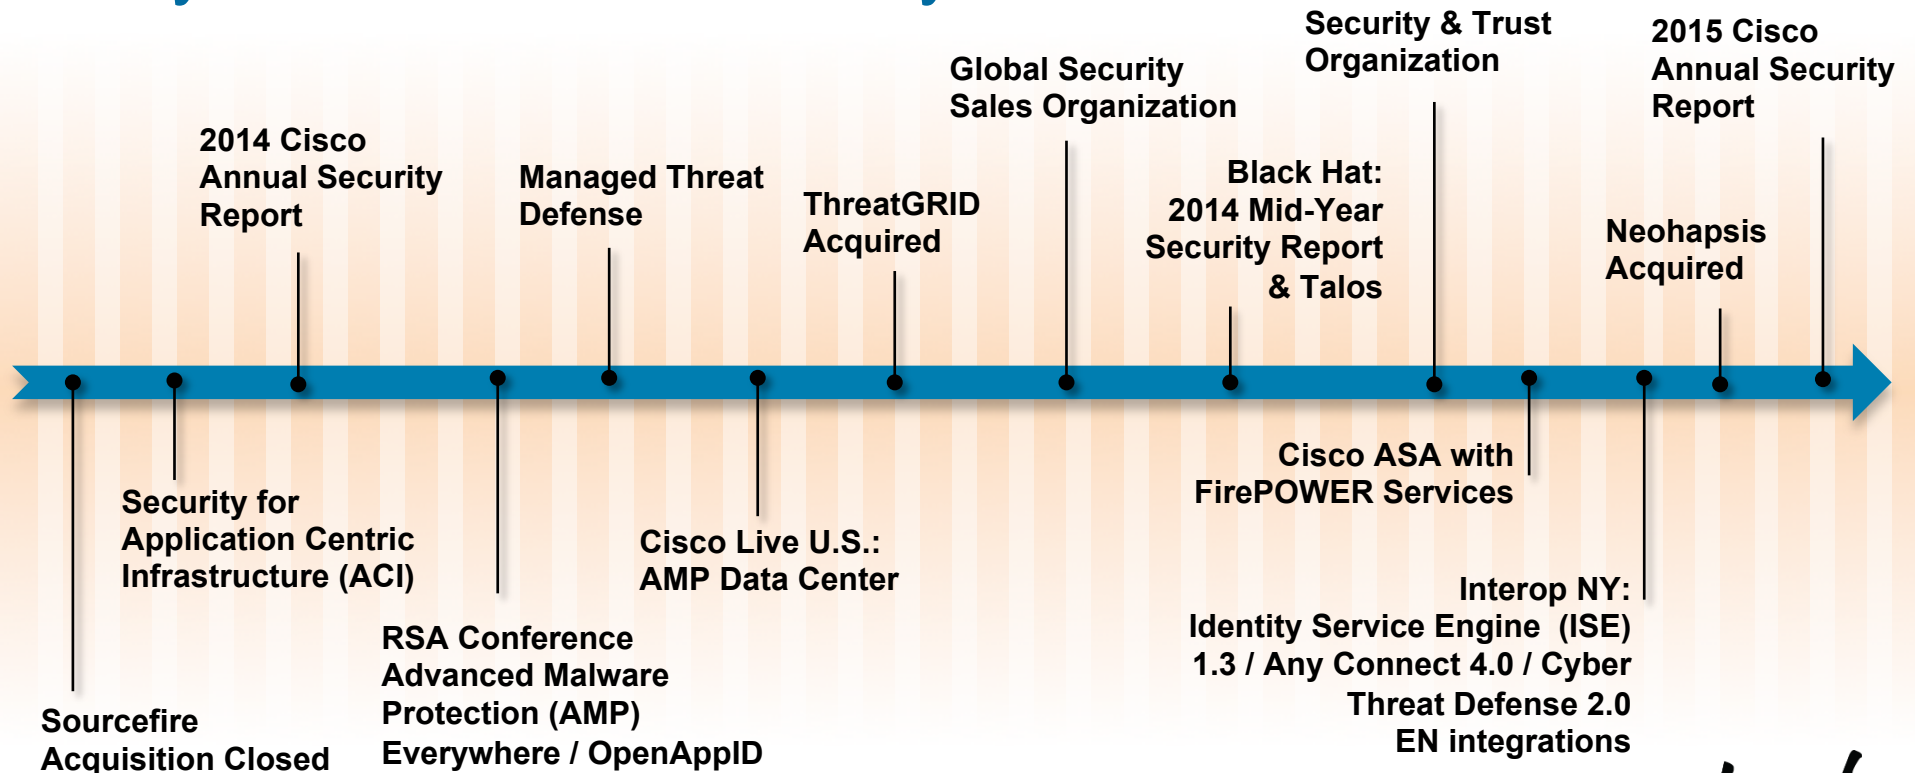 Security & Trust
Organization
2015 Cisco
Annual Security
Report
Global Security
Sales Organization
2014 Cisco
Annual Security
Report
Managed Threat
Defense
ThreatGRID
Acquired
Black Hat:
2014 Mid-Year
Security Report
& Talos
Neohapsis
Acquired
Security for
Application Centric
Infrastructure (ACI)
Cisco Live U.S.:
AMP Data Center
Cisco ASA with
FirePOWER Services
Sourcefire
Acquisition Closed
RSA Conference
Advanced Malware
Protection (AMP)
Everywhere / OpenAppID
Interop NY:
Identity Service Engine (ISE)
1.3 / Any Connect 4.0 / Cyber
Threat Defense 2.0
EN integrations